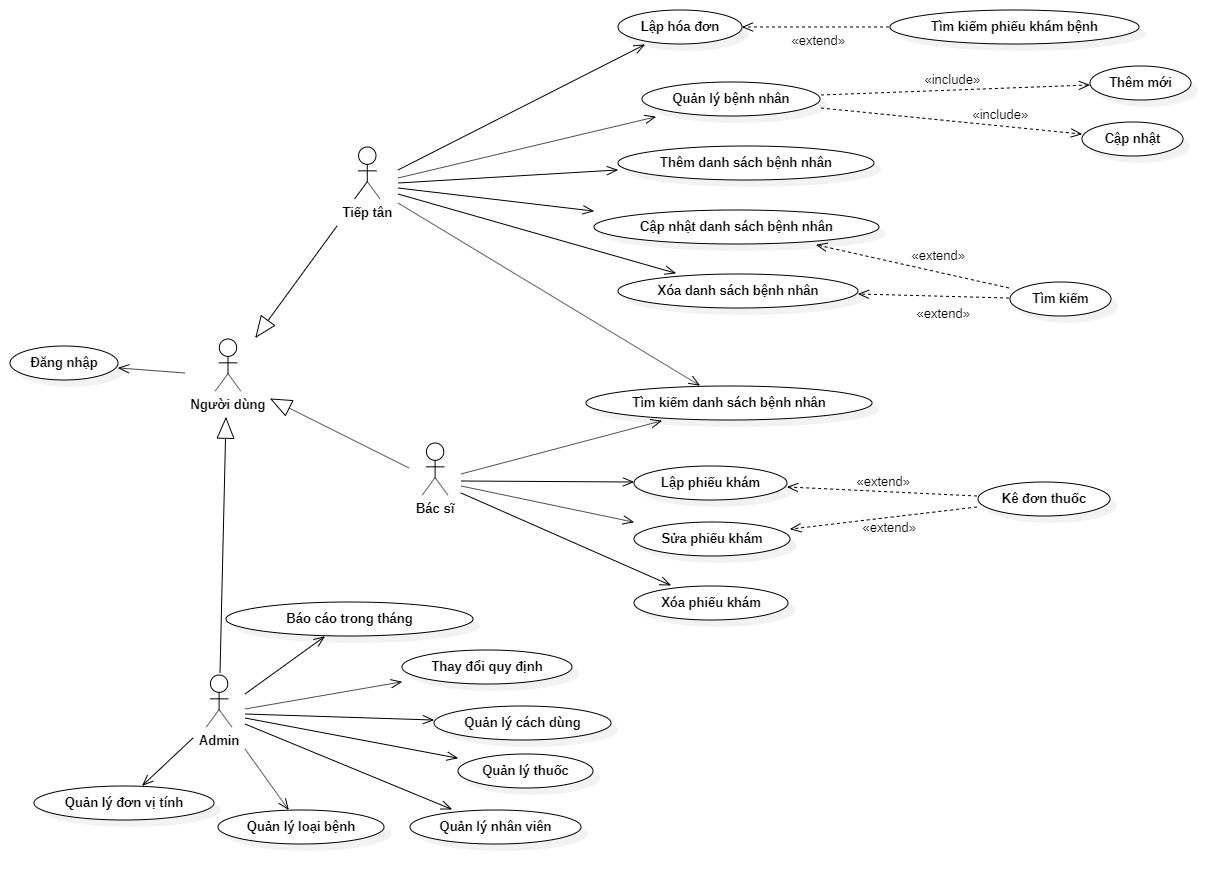 Lập hóa đơn
Tìm kiếm phiếu khám bệnh
«extend»
Quản lý bệnh nhân
«include»
Thêm mới
«include»
Cập nhật
Thêm danh sách bệnh nhân
Tiếp tân
Cập nhật danh sách bệnh nhân
«extend»
Xóa danh sách bệnh nhân
Tìm kiếm
«extend»
Đăng nhập
Người dùng
Tìm kiếm danh sách bệnh nhân
Bác sĩ
Lập phiếu khám
«extend»
Kê đơn thuốc
«extend»
Sửa phiếu khám
Xóa phiếu khám
Báo cáo trong tháng
Thay đổi quy định
Admin
Quản lý cách dùng
Quản lý thuốc
Quản lý đơn vị tính
Quản lý loại bệnh
Quản lý nhân viên